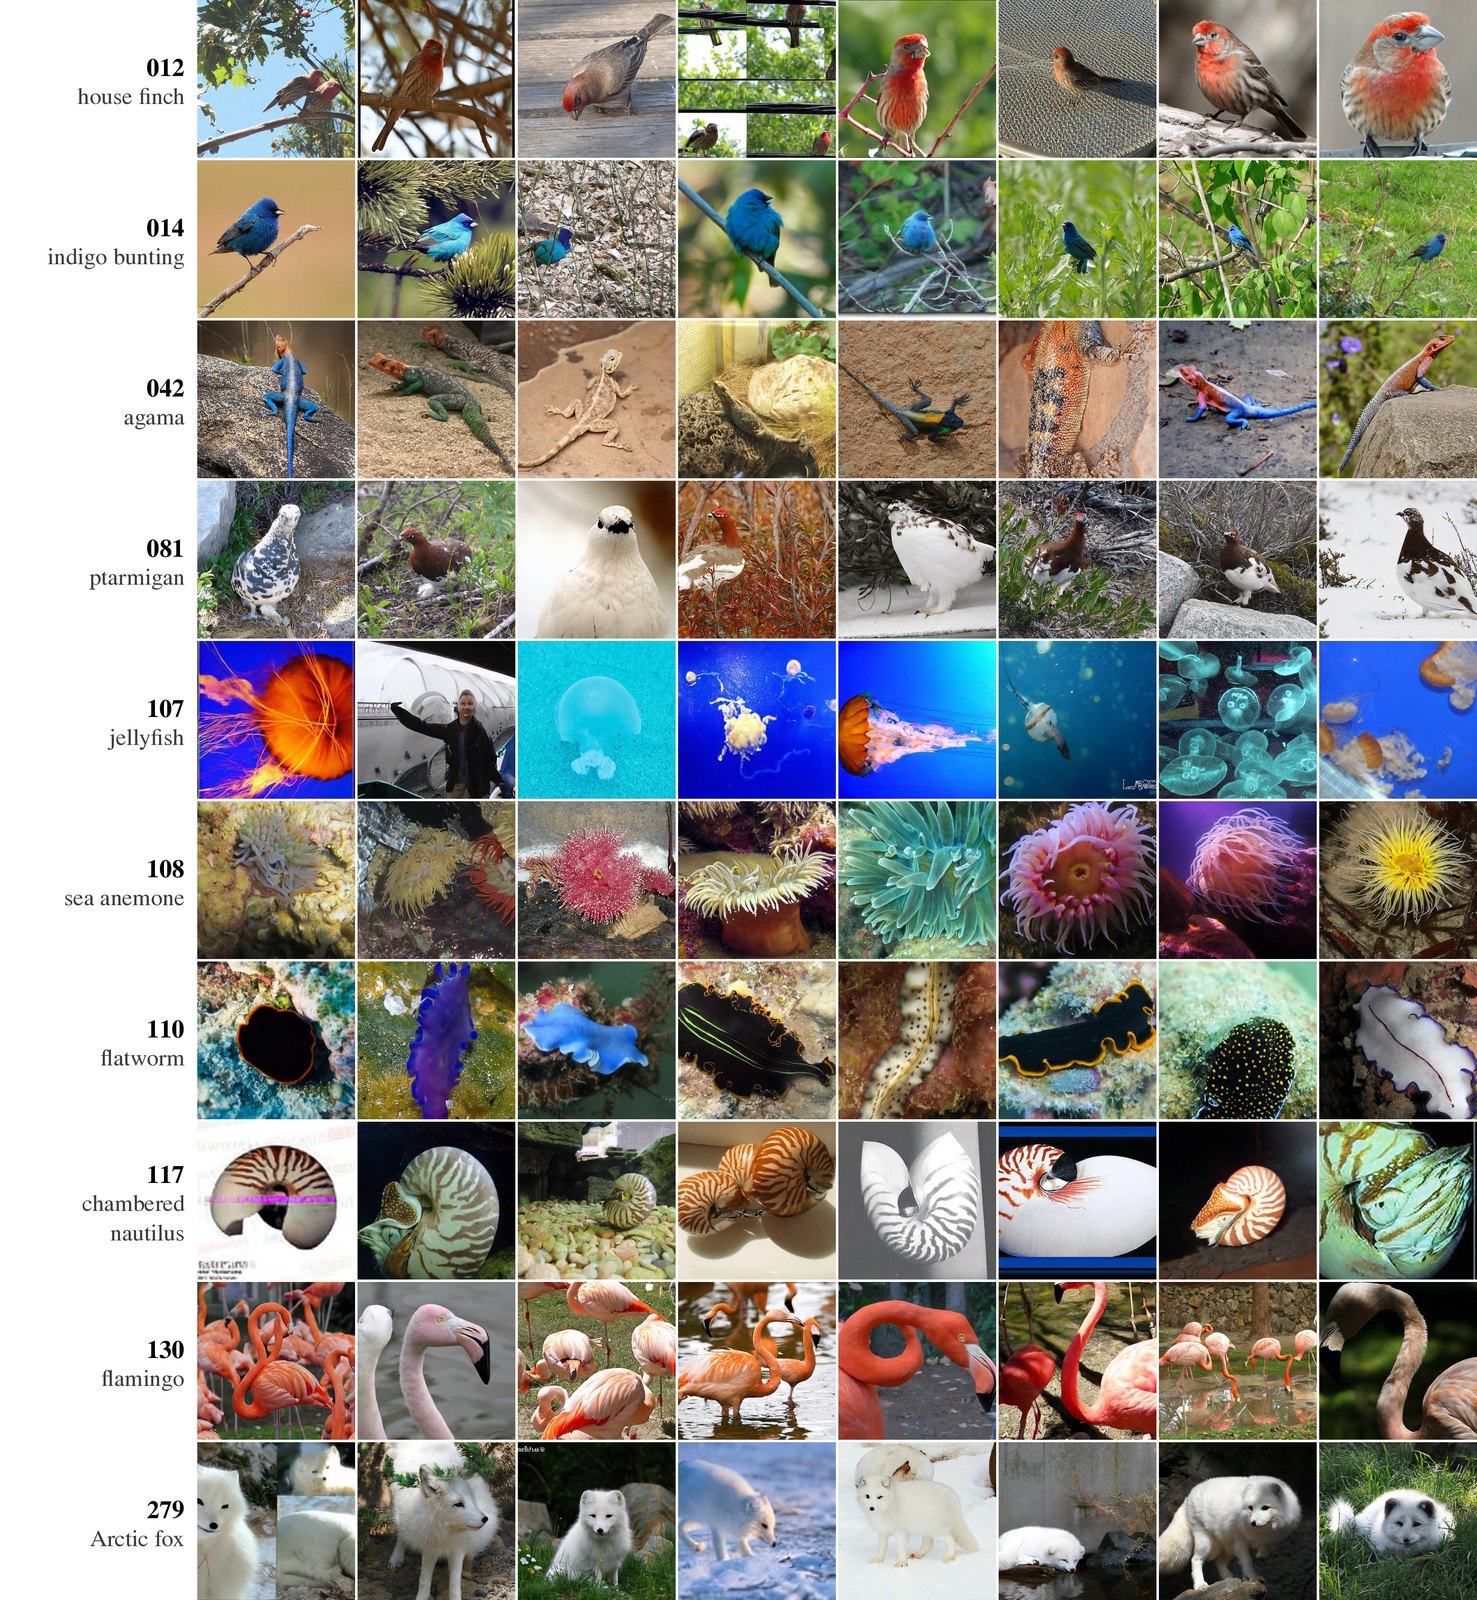 012
house finch
014
indigo bunting
042
agama
081
ptarmigan
107
jellyfish
108
sea anemone
110
flatworm
117
chambered
nautilus
130
flamingo
279
Arctic fox